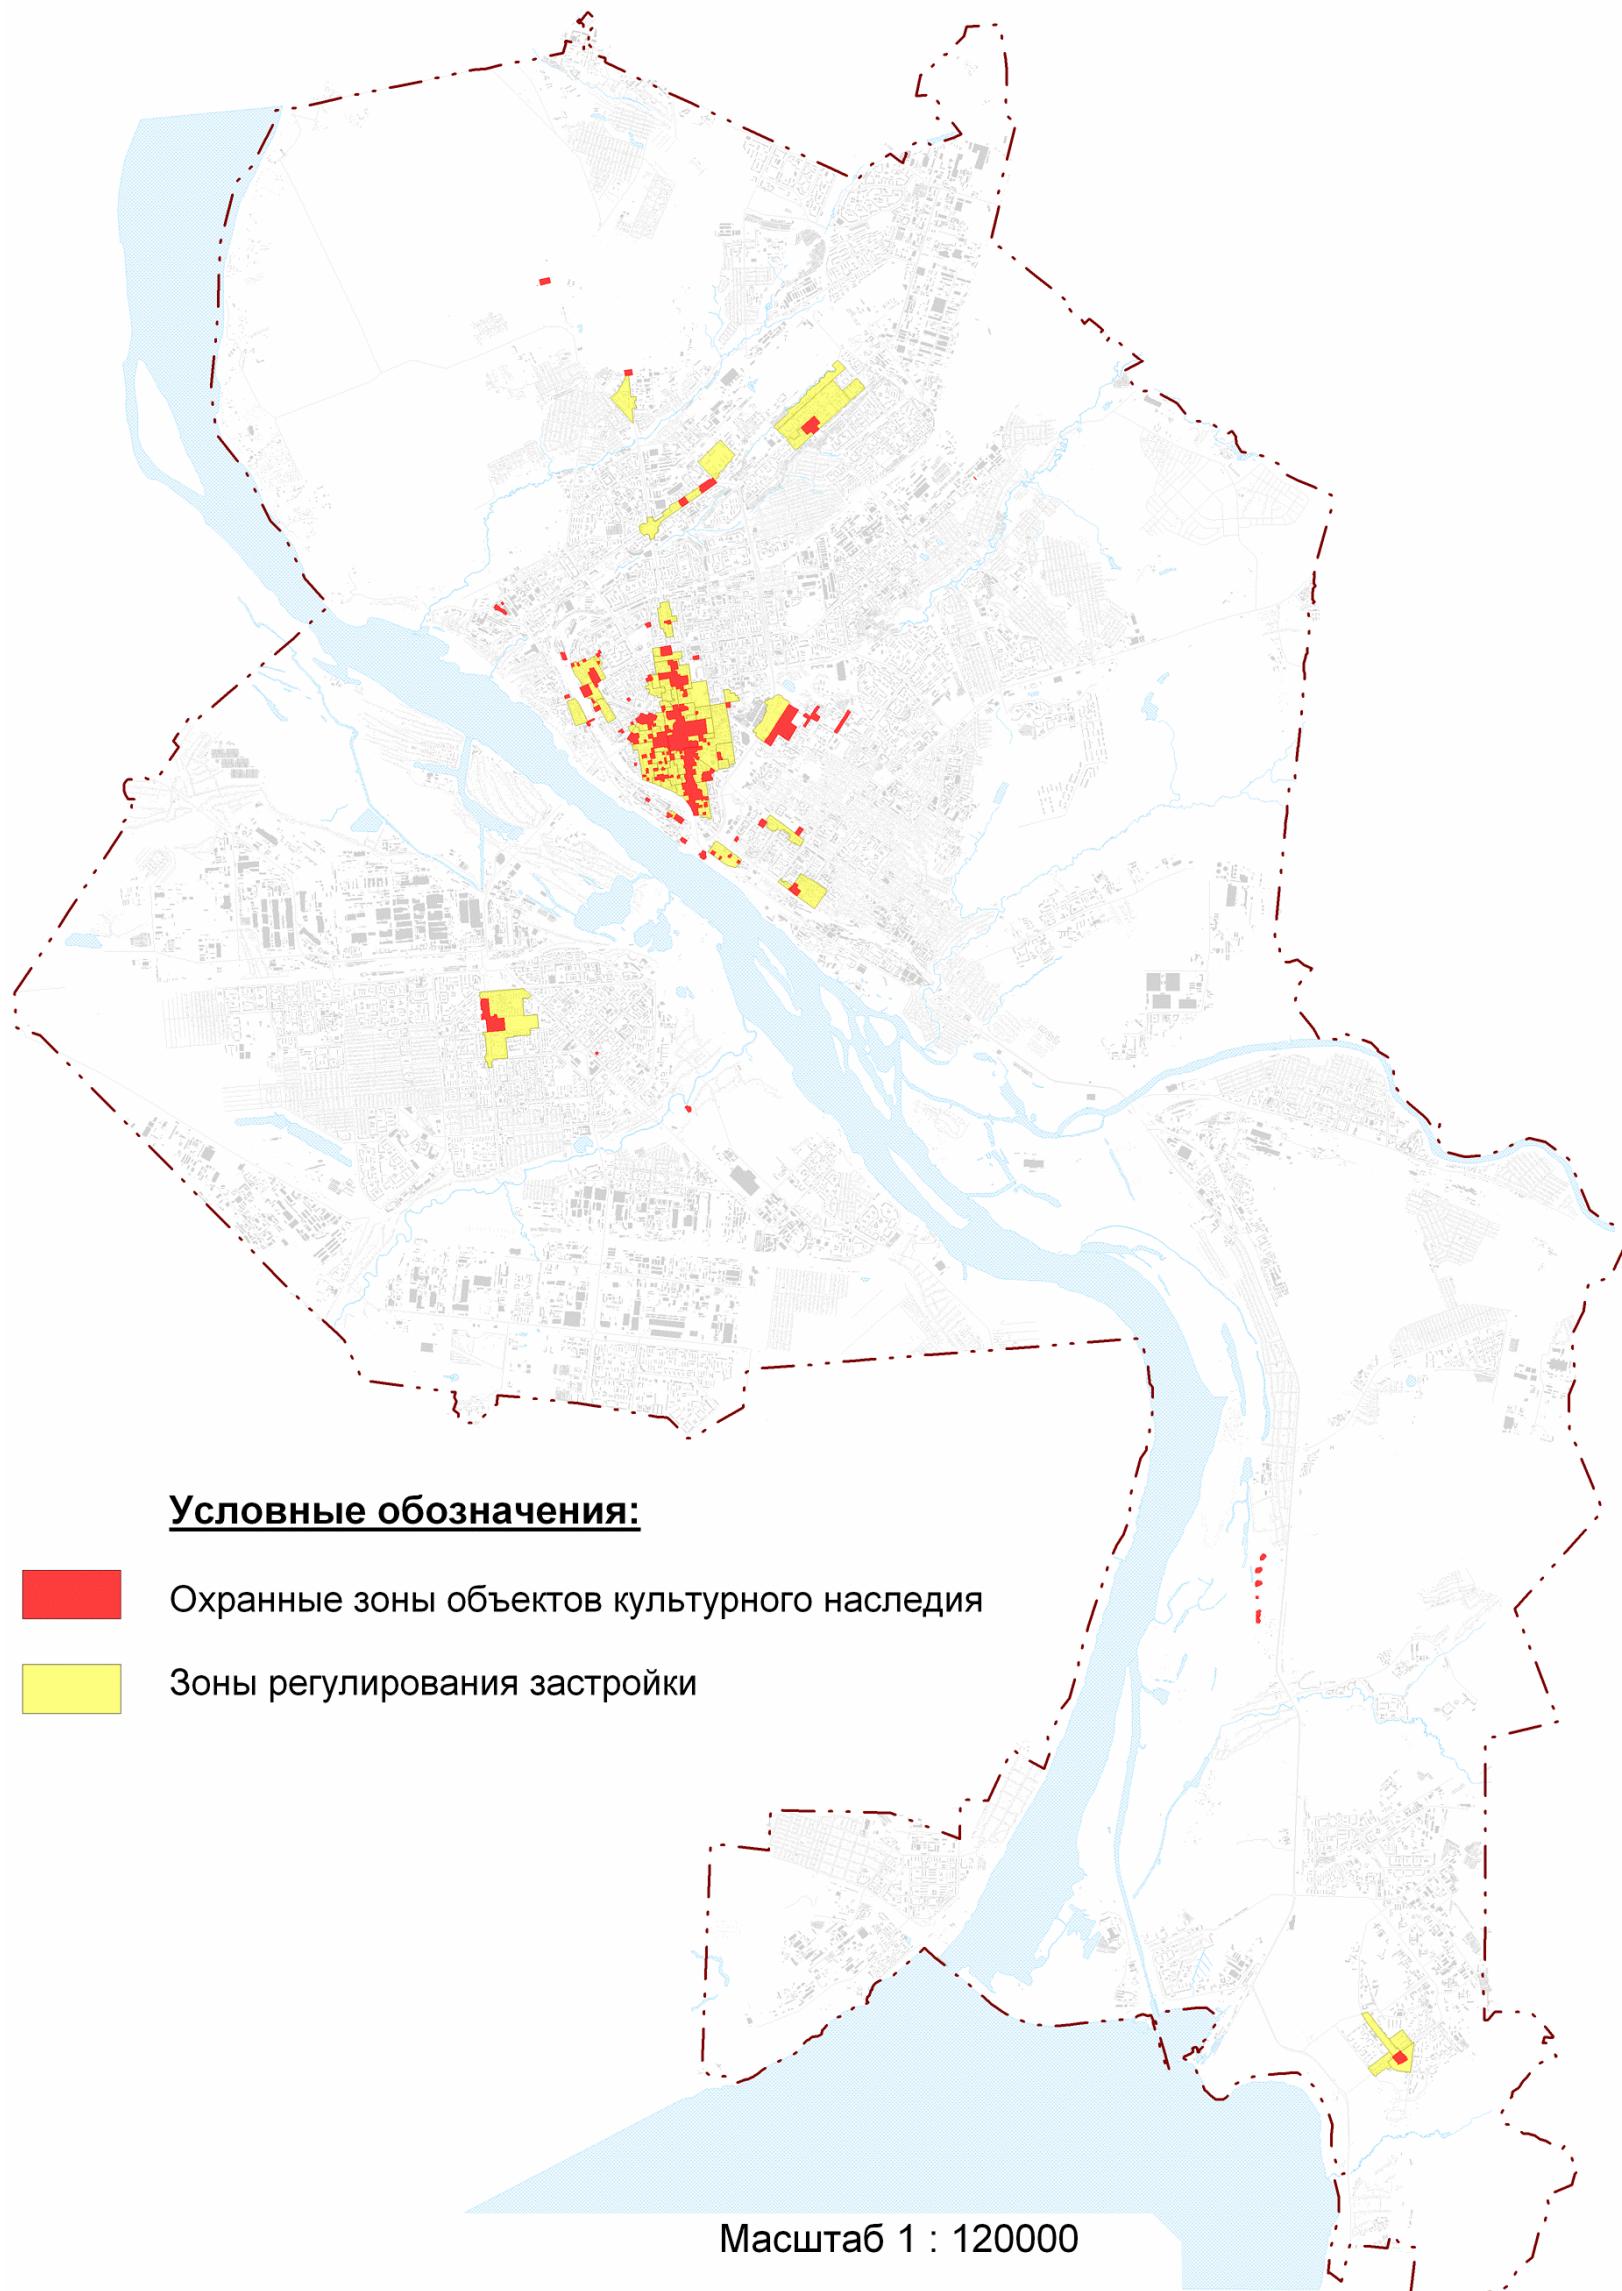 Условные обозначения:
Охранные зоны объектов культурного наследия
Зоны регулирования застройки
Масштаб 1 : 120000